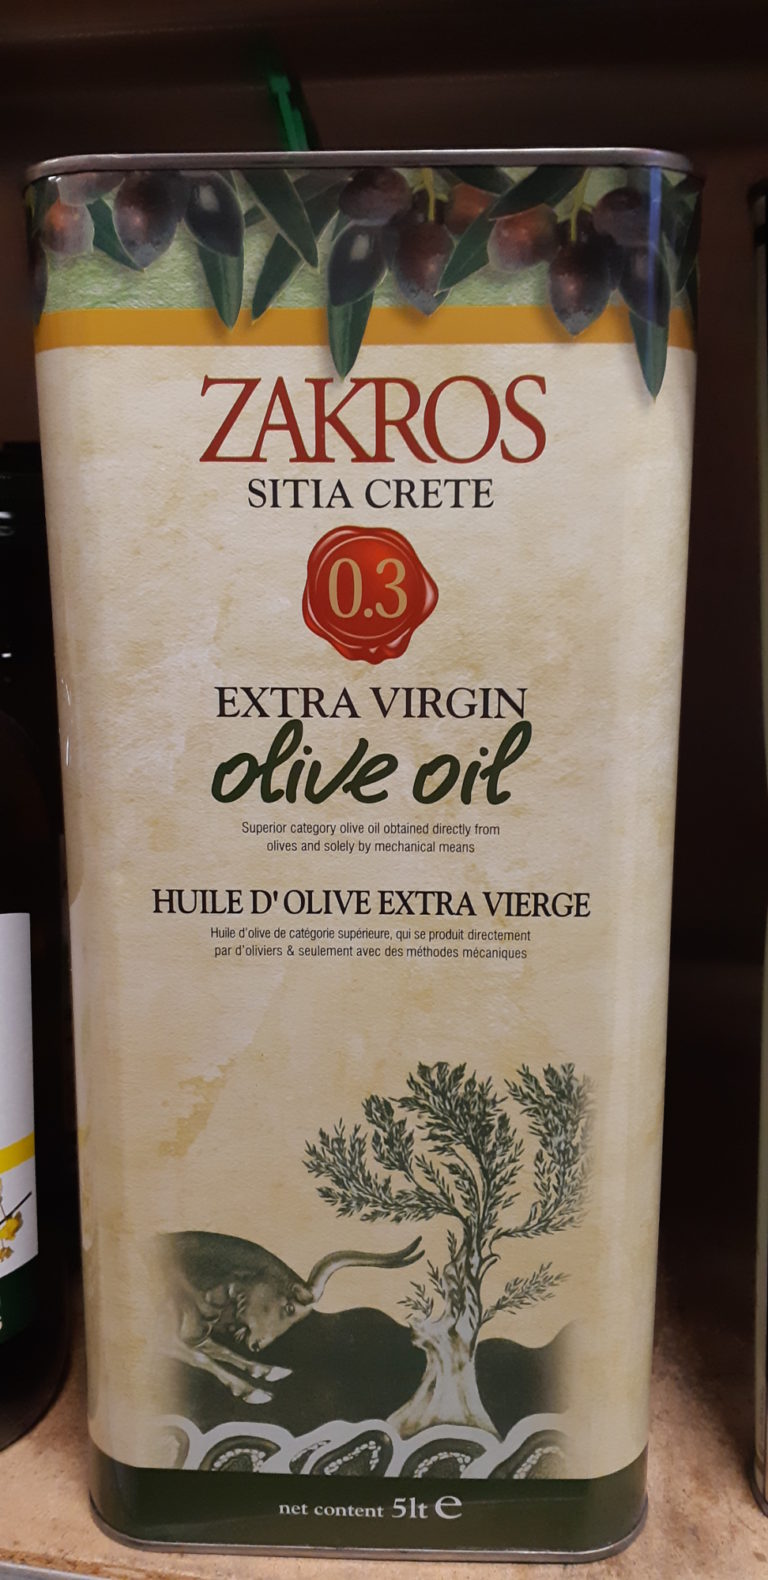 ZAKROS
SITIA CRETE
0.3
EXTRA VIRGIN
olive oil
Superior category olive oil obtained directly from
olives and solely by mechanical means
HUILE D' OLIVE EXTRA VIERGE
Huile d'olive de catégorie supérieure, qui se produit directement
par d'oliviers & seulement avec des méthodes mécaniques
net content 5lt e